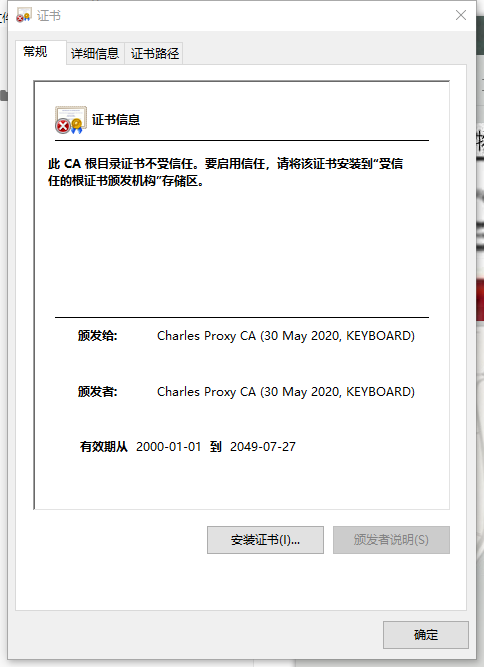 证书
常规 详细信息 证书路径
证书信息
此 CA 根目录证书不受信任。要启用信任，请将该证书安装到"受信
任的根证书颁发机构"存储区。
颁发给: Charles Proxy CA (30 May 2020, KEYBOARD)
颁发者: Charles Proxy CA (30 May 2020, KEYBOARD)
有效期从 2000-01-01 到 2049-07-27
安装证书(I)... 颁发者说明(S)
确定